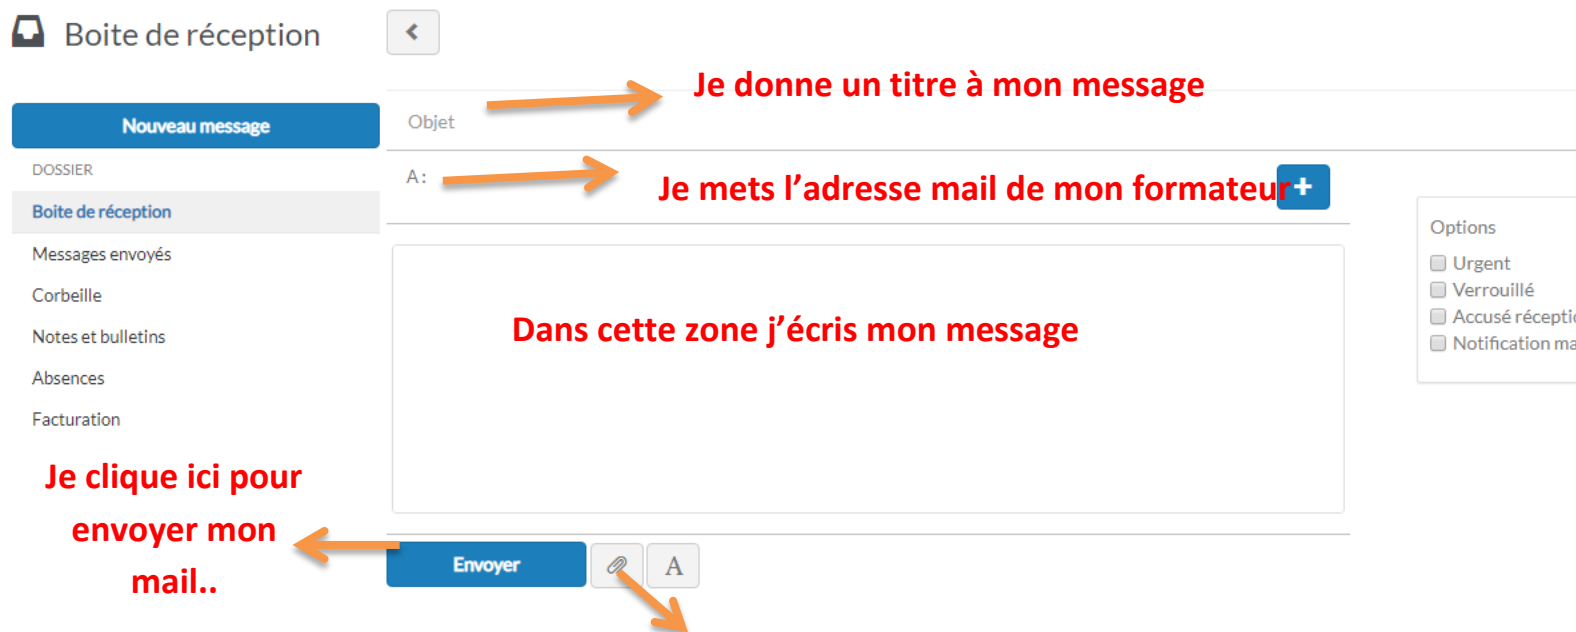 Boite de réception
Je donne un titre à mon message
Nouveau message
Objet
DOSSIER
A:
Je mets l’adresse mail de mon formateur
+
Boite de réception
Options
Messages envoyés
Urgent
Corbeille
Verrouillé
Accusé réceptio
Notes et bulletins
Dans cette zone j’écris mon message
Notification ma
Absences
Facturation
Je clique ici pour
envoyer mon
mail..
Envoyer
A